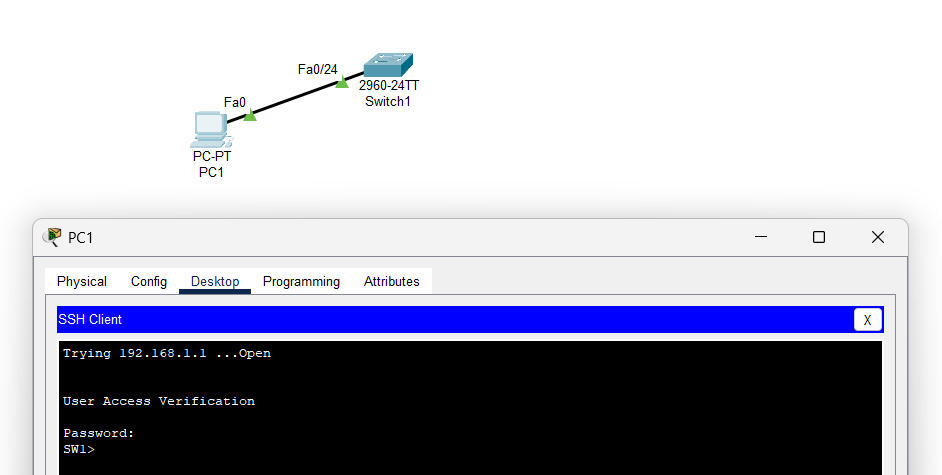 Fa0/24
2960-24TT
Switch1
Fa0
PC-PT
PC1
PC1
Physical Config Desktop Programming Attributes
SSH Client X
Trying 192.168.1.1 ...Open
User Access Verification
Password:
SW1>